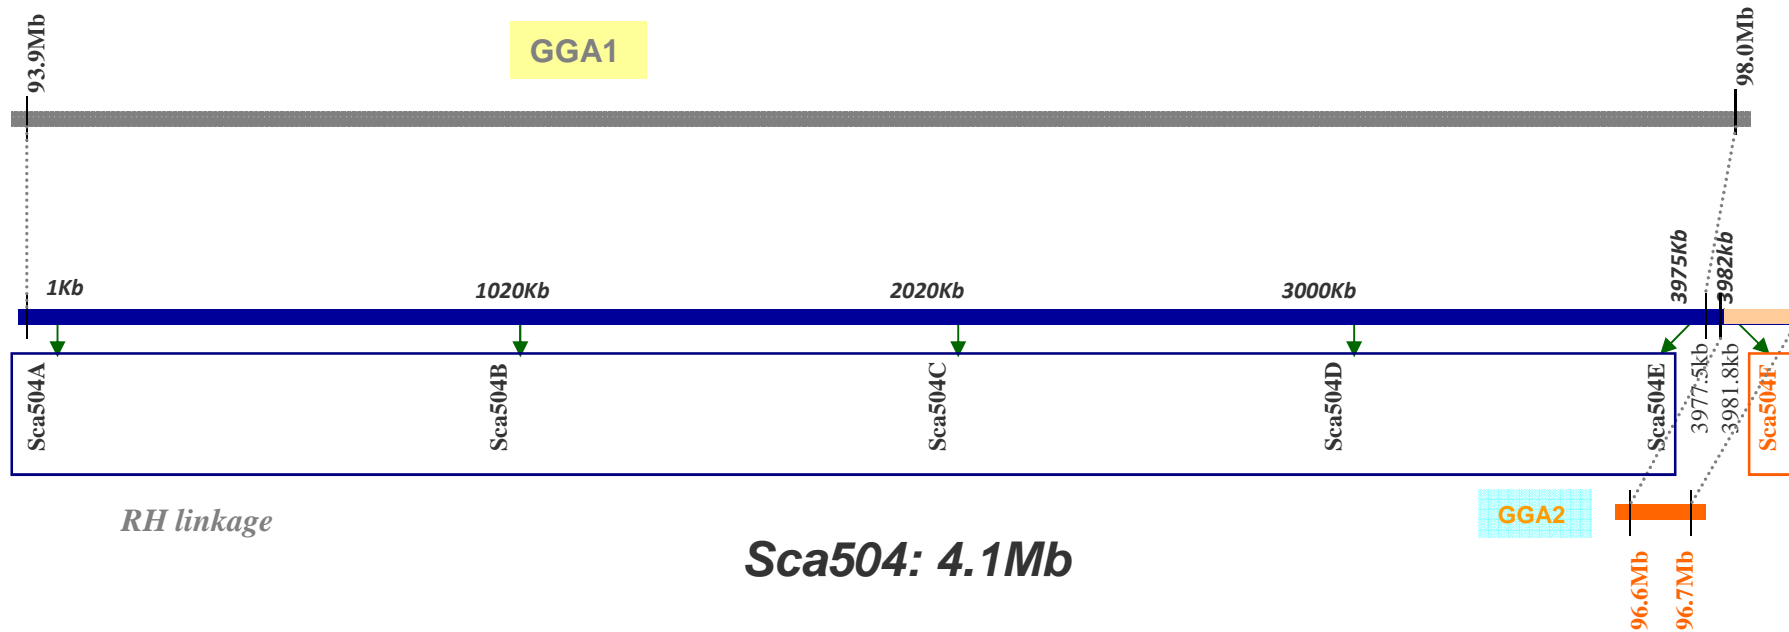 93.9Mb
GGA1
98.0Mb
1Kb
1020Kb
2020Kb
3000Kb
3975Kb
3982kb
Sca504A
Sca504B
Sca504C
Sca504D
Sca504E
3977.5kb
3981.8kb
Sca504F
RH linkage
GGA2
Sca504: 4.1Mb
96.6Mb
96.7Mb